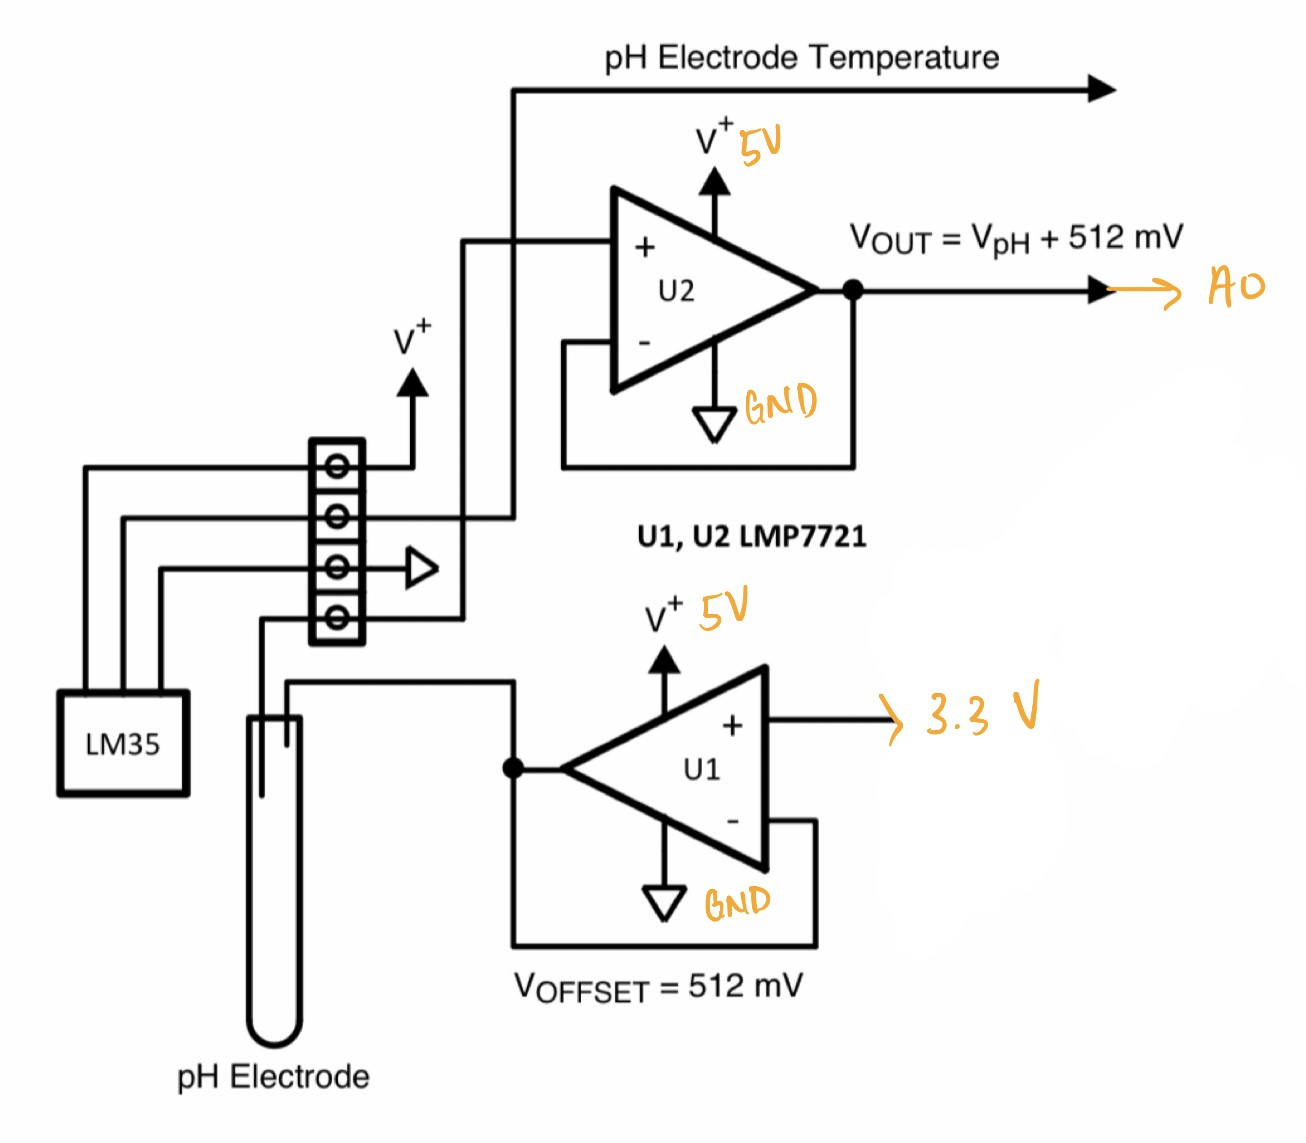 pH Electrode Temperature
V+ 5V
VOUT = VpH + 512 mV
A0
+
U2
-
V+
GND
U1, U2 LMP7721
V+ 5V
3.3 V
+
LM35
U1
-
GND
VOFFSET = 512 mV
pH Electrode